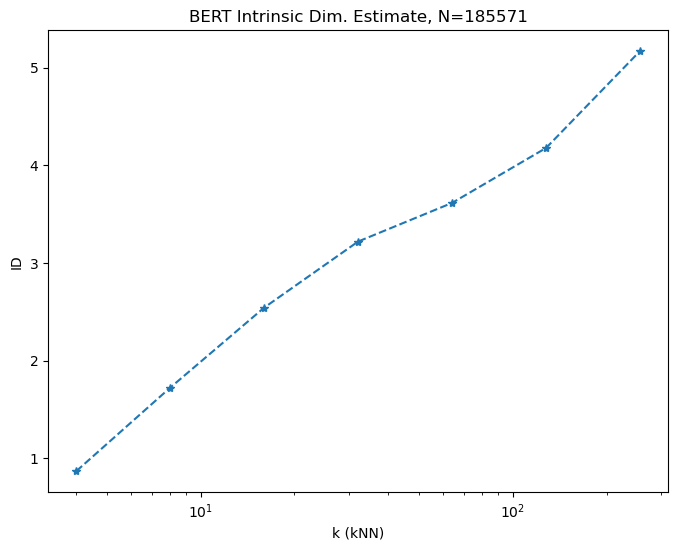 BERT Intrinsic Dim. Estimate, N=185571
5
4
3
2
1
ID
10¹
10²
k (kNN)